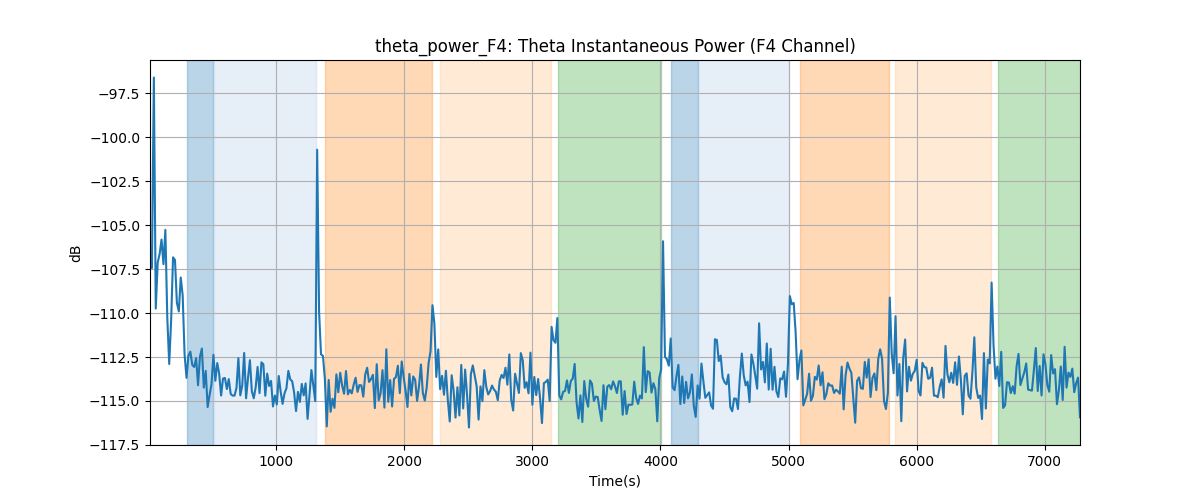 theta_power_F4: Theta Instantaneous Power (F4 Channel)
dB
−97.5
−100.0
−102.5
−105.0
−107.5
−110.0
−112.5
−115.0
−117.5
1000 2000 3000 4000 5000 6000 7000
Time(s)